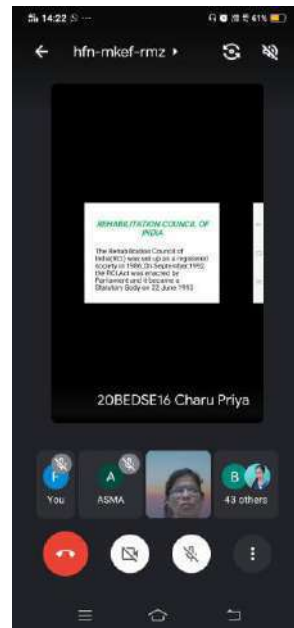 14:22
61%
hfn-mkef-rmz
REHABILITATION COUNCIL OF
INDIA
The Rehabilitation Council of
India(RCI) was set up as a registered
society in 1986.On September,1992
the RCI Act was enacted by
Parliament and it became a
Statutory Body on 22 June 1993
20BEDSE16 Charu Priya
F
A
B
You
ASMA
43 others